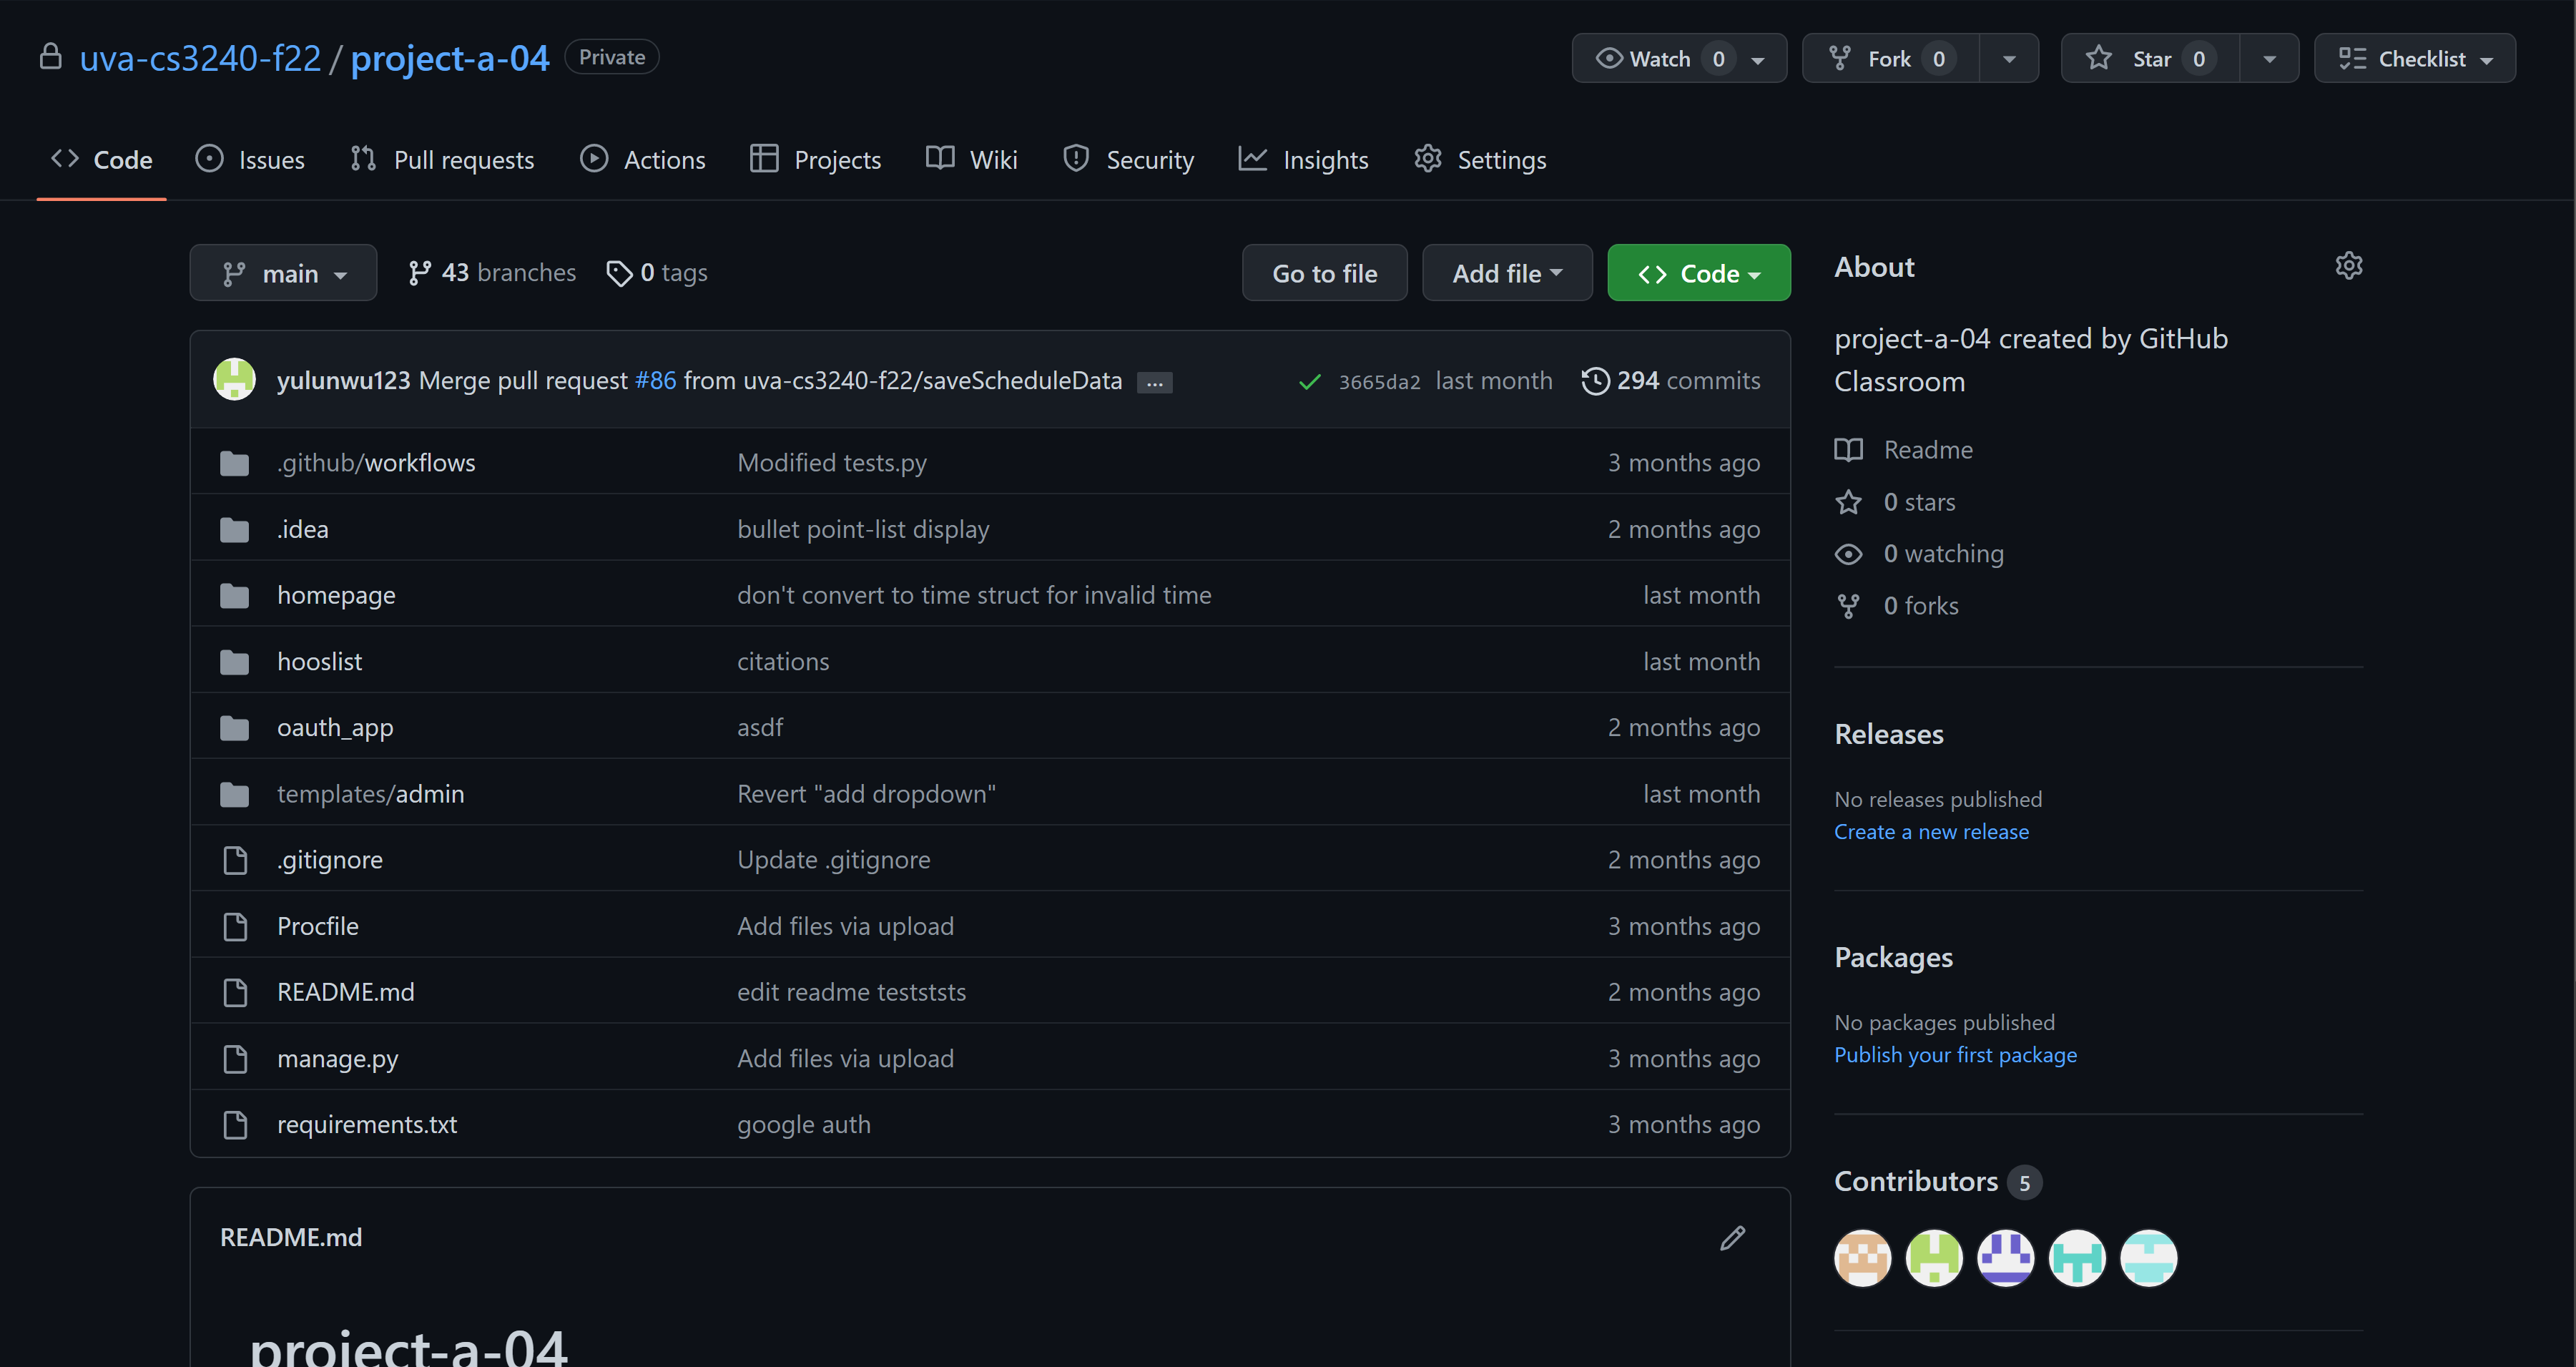 uva-cs3240-f22 / project-a-04 Private
Watch 0 Fork 0 Star 0 Checklist
Code Issues Pull requests Actions Projects Wiki Security Insights Settings
main 43 branches 0 tags Go to file Add file Code
yulunwu123 Merge pull request #86 from uva-cs3240-f22/saveScheduleData ... 3665da2 last month 294 commits
.github/workflows Modified tests.py 3 months ago
.idea bullet point-list display 2 months ago
homepage don't convert to time struct for invalid time last month
hooslist citations last month
oauth_app asdf 2 months ago
templates/admin Revert "add dropdown" last month
.gitignore Update .gitignore 2 months ago
Procfile Add files via upload 3 months ago
README.md edit readme testststs 2 months ago
manage.py Add files via upload 3 months ago
requirements.txt google auth 3 months ago
README.md
project-a-04
About
project-a-04 created by GitHub
Classroom
Readme
0 stars
0 watching
0 forks
Releases
No releases published
Create a new release
Packages
No packages published
Publish your first package
Contributors 5